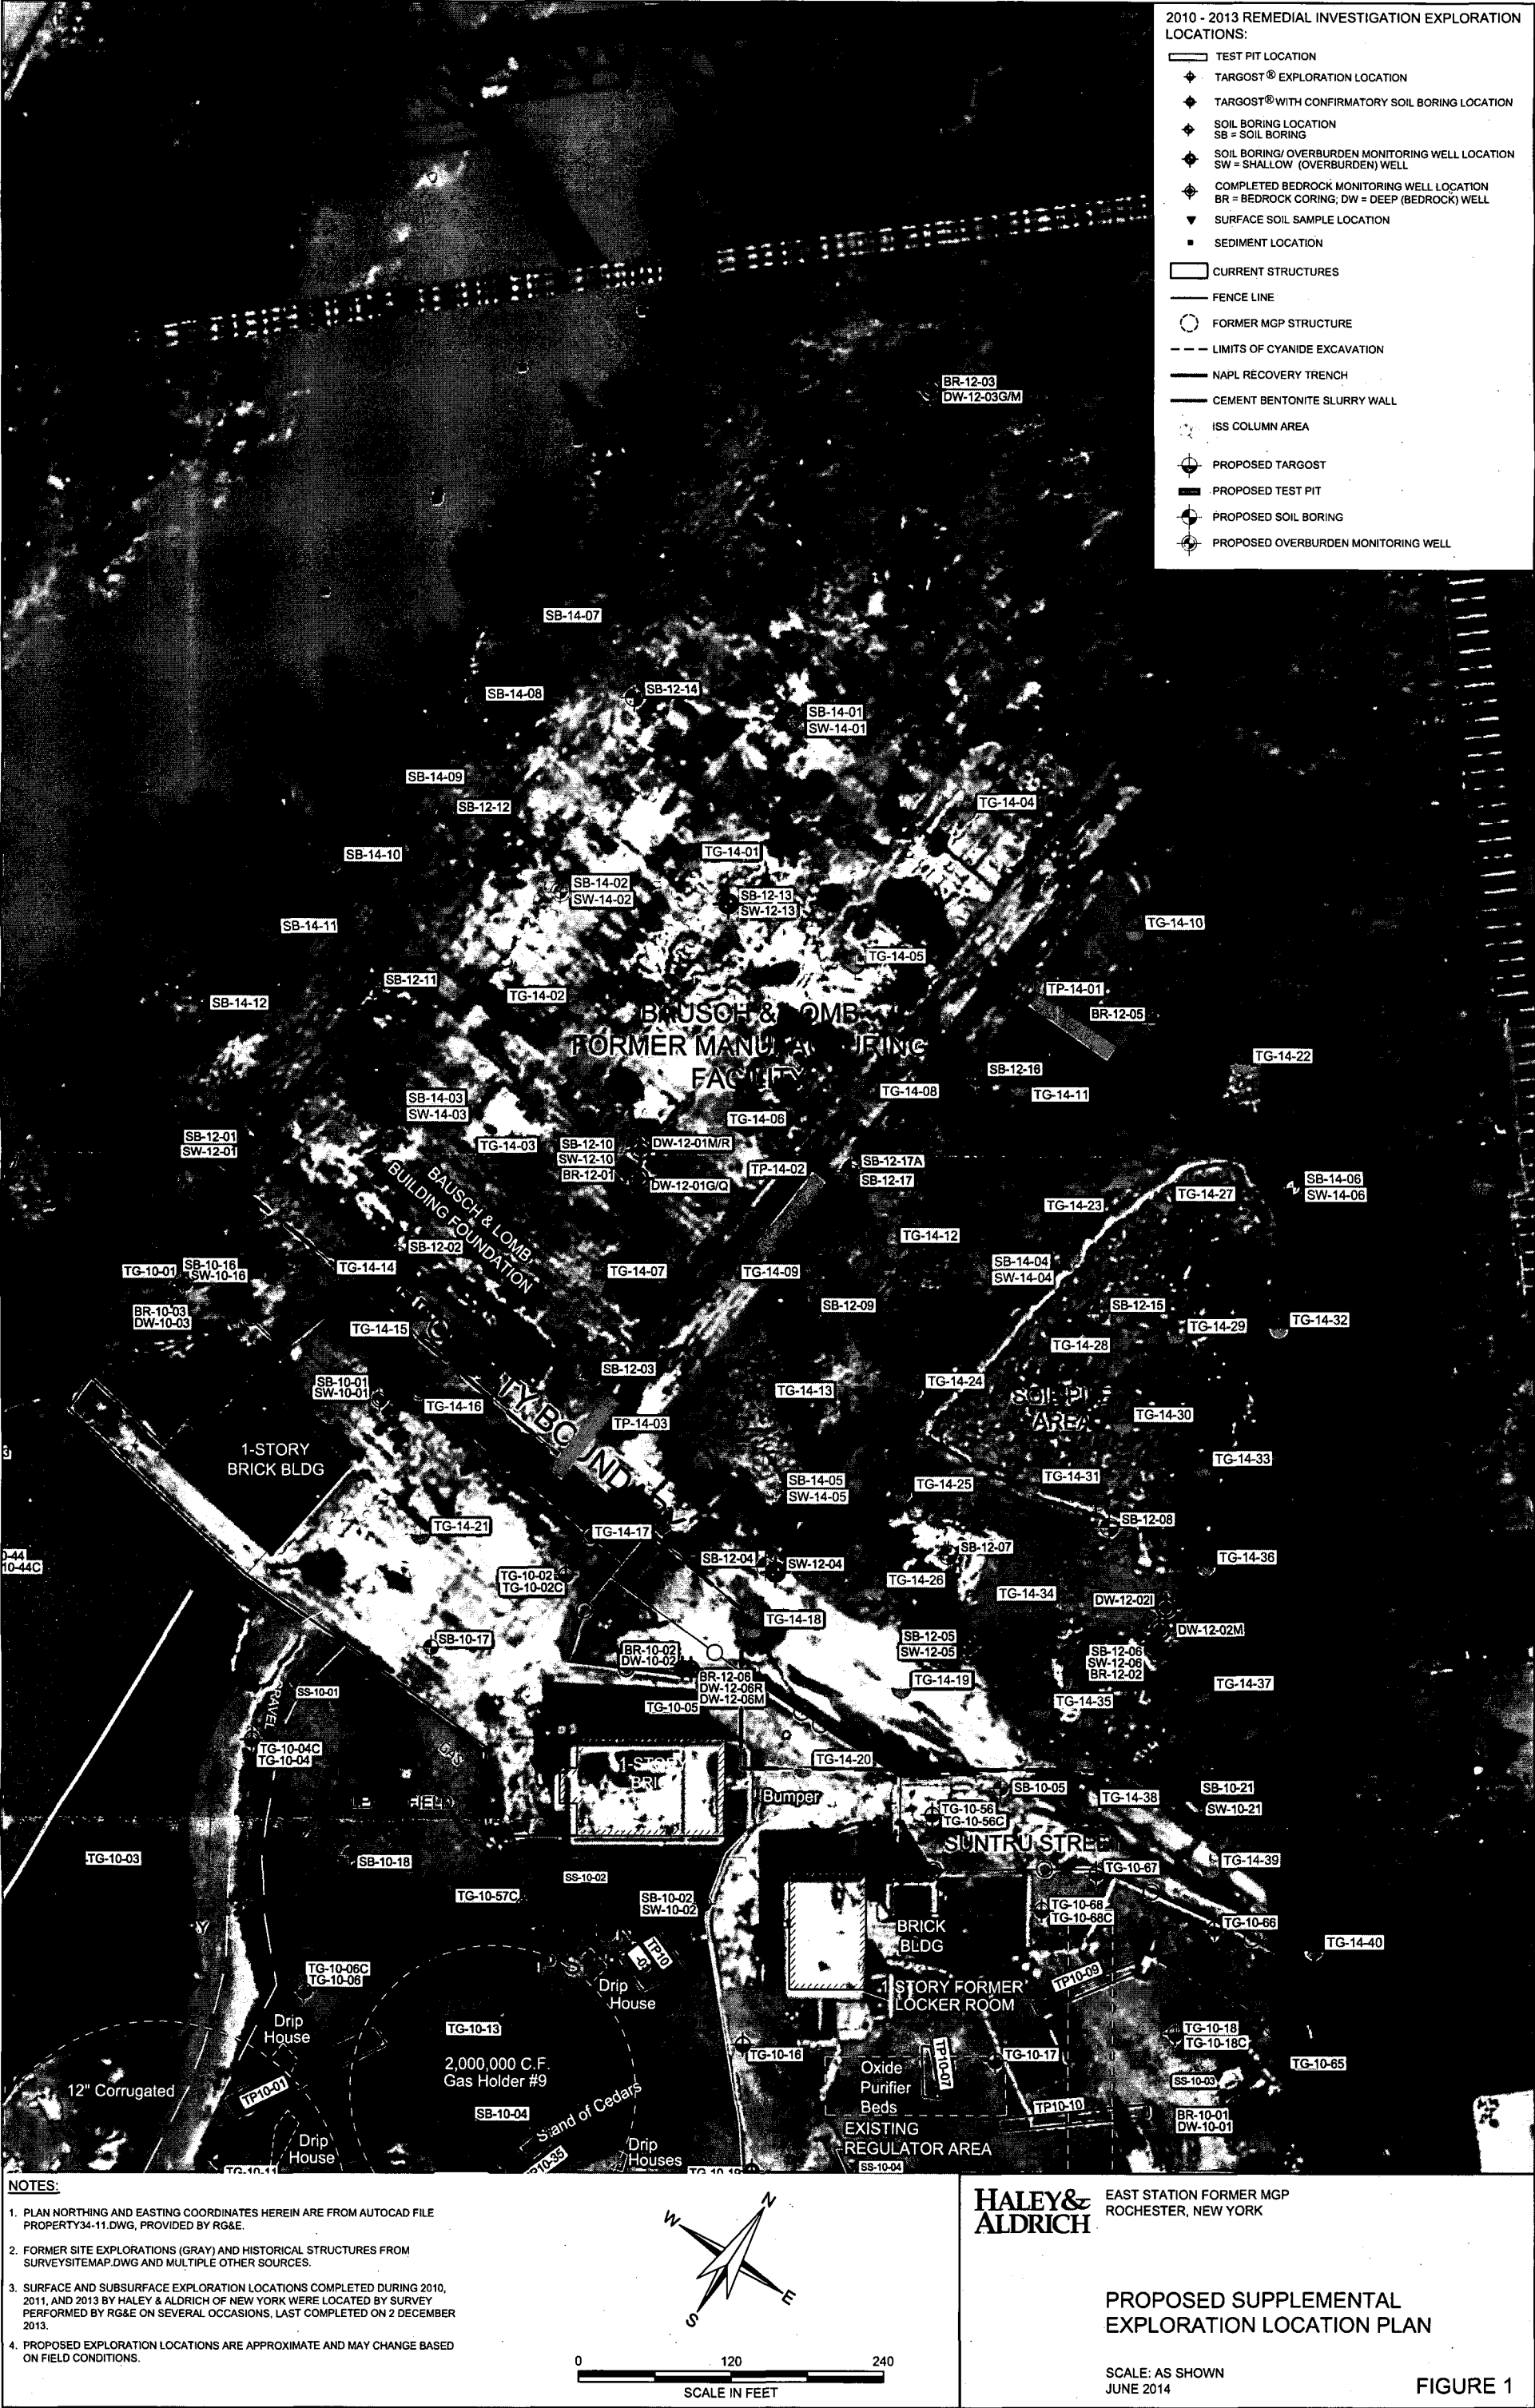 2010 - 2013 REMEDIAL INVESTIGATION EXPLORATION
LOCATIONS:
TEST PIT LOCATION
TARGOST® EXPLORATION LOCATION
TARGOST® WITH CONFIRMATORY SOIL BORING LOCATION
SOIL BORING LOCATION
SB = SOIL BORING
SOIL BORING/ OVERBURDEN MONITORING WELL LOCATION
SW = SHALLOW (OVERBURDEN) WELL
COMPLETED BEDROCK MONITORING WELL LOCATION
BR = BEDROCK CORING; DW = DEEP (BEDROCK) WELL
SURFACE SOIL SAMPLE LOCATION
SEDIMENT LOCATION
CURRENT STRUCTURES
FENCE LINE
FORMER MGP STRUCTURE
LIMITS OF CYANIDE EXCAVATION
NAPL RECOVERY TRENCH
CEMENT BENTONITE SLURRY WALL
ISS COLUMN AREA
PROPOSED TARGOST
PROPOSED TEST PIT
PROPOSED SOIL BORING
PROPOSED OVERBURDEN MONITORING WELL
BR-12-03
DW-12-03G/M
SB-14-07
SB-14-08
SB-12-14
SB-14-01
SW-14-01
SB-14-09
SB-12-12
TG-14-04
SB-14-10
TG-14-01
SB-14-02
SW-14-02
SB-12-13
SW-12-13
SB-14-11
TG-14-10
TG-14-05
SB-12-11
SB-14-12
TG-14-02
TP-14-01
BR-12-05
BAUSCH & LOMB
FORMER MANUFACTURING
FACILITY
TG-14-22
SB-12-16
TG-14-08
TG-14-11
SB-14-03
SW-14-03
TG-14-06
SB-12-01
SW-12-01
TG-14-03
SB-12-10
SW-12-10
BR-12-01
DW-12-01M/R
DW-12-01G/Q
TP-14-02
SB-12-17A
SB-12-17
SB-14-06
SW-14-06
TG-14-27
TG-14-23
BAUSCH & LOMB
BUILDING FOUNDATION
TG-14-12
SB-12-02
TG-10-01
SB-10-16
SW-10-16
TG-14-14
TG-14-07
TG-14-09
SB-14-04
SW-14-04
BR-10-03
DW-10-03
SB-12-09
SB-12-15
TG-14-15
TG-14-29
TG-14-32
TG-14-28
SB-12-03
SB-10-01
SW-10-01
TG-14-16
TG-14-13
TG-14-24
SOIL PILE
AREA
TG-14-30
TP-14-03
TY BOUND
1-STORY
BRICK BLDG
TG-14-33
SB-14-05
SW-14-05
TG-14-25
TG-14-31
TG-14-21
TG-14-17
SB-12-08
SB-12-07
10-44C
SB-12-04
SW-12-04
TG-14-36
TG-10-02
TG-10-02C
TG-14-26
TG-14-34
DW-12-02I
TG-14-18
DW-12-02M
SB-10-17
BR-10-02
DW-10-02
SB-12-05
SW-12-05
SB-12-06
SW-12-06
BR-12-02
BR-12-06
DW-12-06R
DW-12-06M
TG-14-19
TG-14-37
SS-10-01
TG-10-05
TG-14-35
GRAVEL
TG-10-04C
TG-10-04
GAS
TG-14-20
FIELD
Bumper
SB-10-05
TG-14-38
SB-10-21
SW-10-21
TG-10-56
TG-10-56C
SUNTRU STREET
TG-10-03
SB-10-18
TG-14-39
TG-10-67
SS-10-02
TG-10-57C
SB-10-02
SW-10-02
TG-10-68
TG-10-68C
BRICK
BLDG
TG-10-66
TG-14-40
TG-10-06C
TG-10-06
Drip
House
TP10-09
1-STORY FORMER
LOCKER ROOM
Drip
House
TG-10-13
TG-10-18
TG-10-18C
TG-10-16
TP10-07
TG-10-17
TG-10-65
2,000,000 C.F.
Gas Holder #9
Oxide
Purifier
Beds
SS-10-03
12" Corrugated
TP10-01
SB-10-04
Stand of Cedars
TP10-10
BR-10-01
DW-10-01
EXISTING
REGULATOR AREA
Drip
House
Drip
Houses
SS-10-04
TG-10-11
TP10-35
NOTES:
1. PLAN NORTHING AND EASTING COORDINATES HEREIN ARE FROM AUTOCAD FILE
PROPERTY34-11.DWG, PROVIDED BY RG&E.
2. FORMER SITE EXPLORATIONS (GRAY) AND HISTORICAL STRUCTURES FROM
SURVEYSITEMAP.DWG AND MULTIPLE OTHER SOURCES.
3. SURFACE AND SUBSURFACE EXPLORATION LOCATIONS COMPLETED DURING 2010,
2011, AND 2013 BY HALEY & ALDRICH OF NEW YORK WERE LOCATED BY SURVEY
PERFORMED BY RG&E ON SEVERAL OCCASIONS, LAST COMPLETED ON 2 DECEMBER
2013.
4. PROPOSED EXPLORATION LOCATIONS ARE APPROXIMATE AND MAY CHANGE BASED
ON FIELD CONDITIONS.
N
W
E
S
0 120 240
SCALE IN FEET
HALEY&
ALDRICH
EAST STATION FORMER MGP
ROCHESTER, NEW YORK
PROPOSED SUPPLEMENTAL
EXPLORATION LOCATION PLAN
SCALE: AS SHOWN
JUNE 2014
FIGURE 1